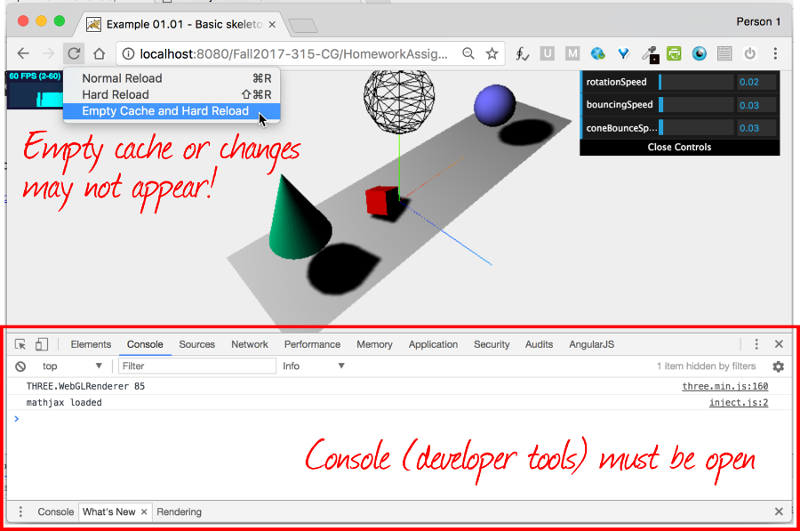 Example 01.01 - Basic skeleto
Person 1
localhost:8080/Fall2017-315-CG/HomeworkAssig
60 FPS (2-60)
Normal Reload ⌘R
Hard Reload ⇧⌘R
Empty Cache and Hard Reload
rotationSpeed 0.02
bouncingSpeed 0.03
coneBounceSp... 0.03
Close Controls
Empty cache or changes
may not appear!
Elements Console Sources Network Performance Memory Application Security Audits AngularJS
top Filter Info 1 item hidden by filters
THREE.WebGLRenderer 85 three.min.js:160
mathjax loaded inject.js:2
>
Console (developer tools) must be open
Console What's New Rendering